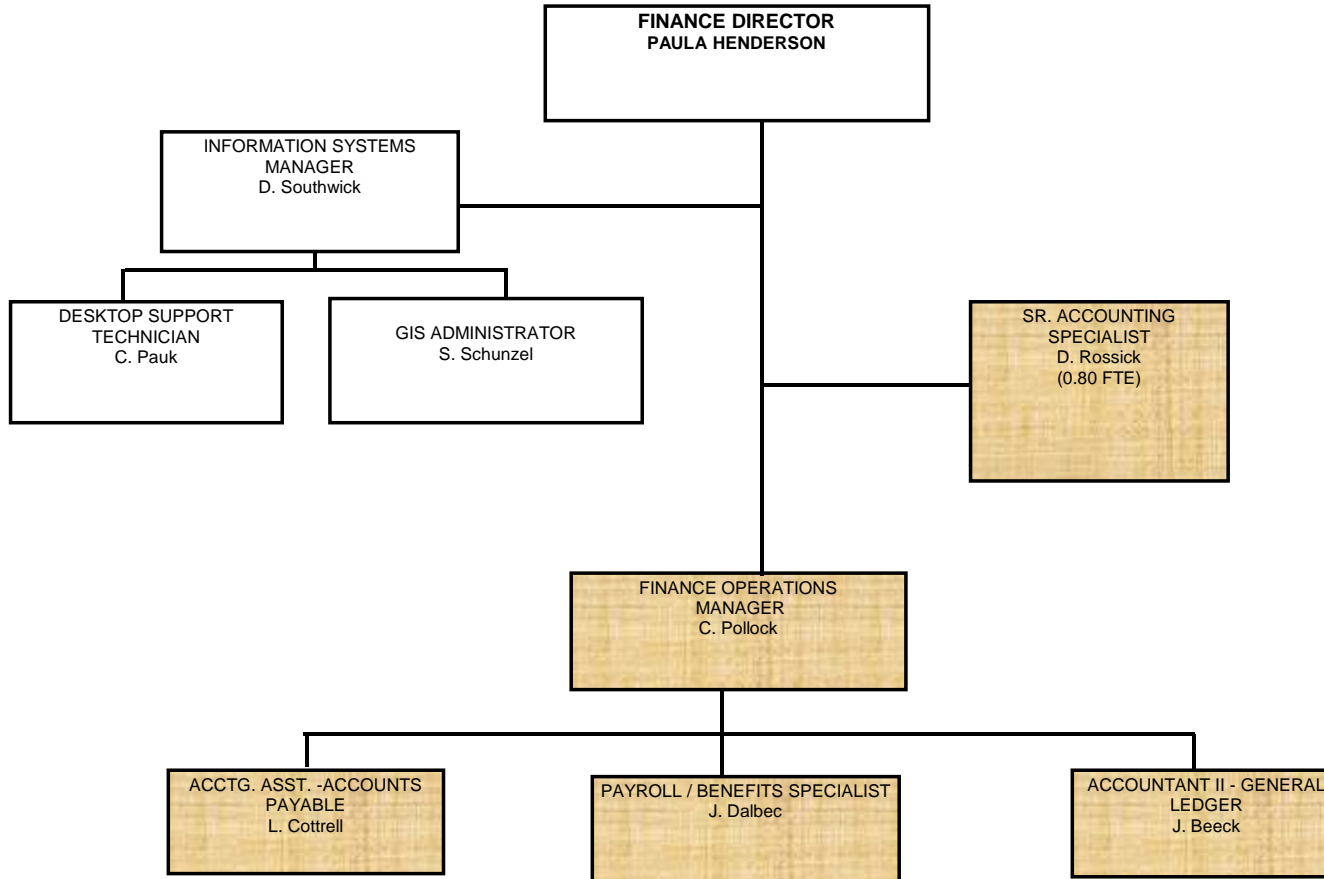 FINANCE DIRECTOR
PAULA HENDERSON
INFORMATION SYSTEMS
MANAGER
D. Southwick
DESKTOP SUPPORT
TECHNICIAN
C. Pauk
GIS ADMINISTRATOR
S. Schunzel
SR. ACCOUNTING
SPECIALIST
D. Rossick
(0.80 FTE)
FINANCE OPERATIONS
MANAGER
C. Pollock
ACCTG. ASST. -ACCOUNTS
PAYABLE
L. Cottrell
PAYROLL / BENEFITS SPECIALIST
J. Dalbec
ACCOUNTANT II - GENERAL
LEDGER
J. Beeck